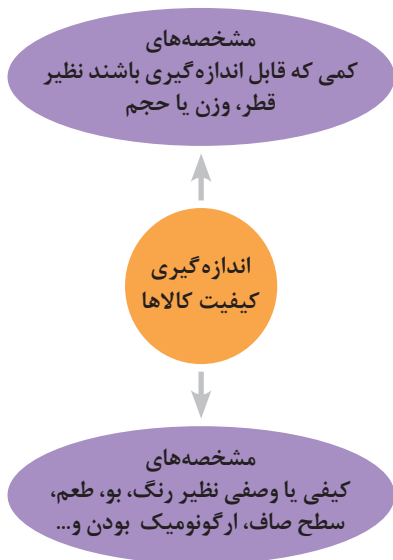 مشخصه‌های
کمی که قابل اندازه‌گیری باشند نظیر
قطر، وزن یا حجم
اندازه‌گیری
کیفیت کالاها
مشخصه‌های
کیفی یا وصفی نظیر رنگ، بو، طعم،
سطح صاف، ارگونومیک بودن و...